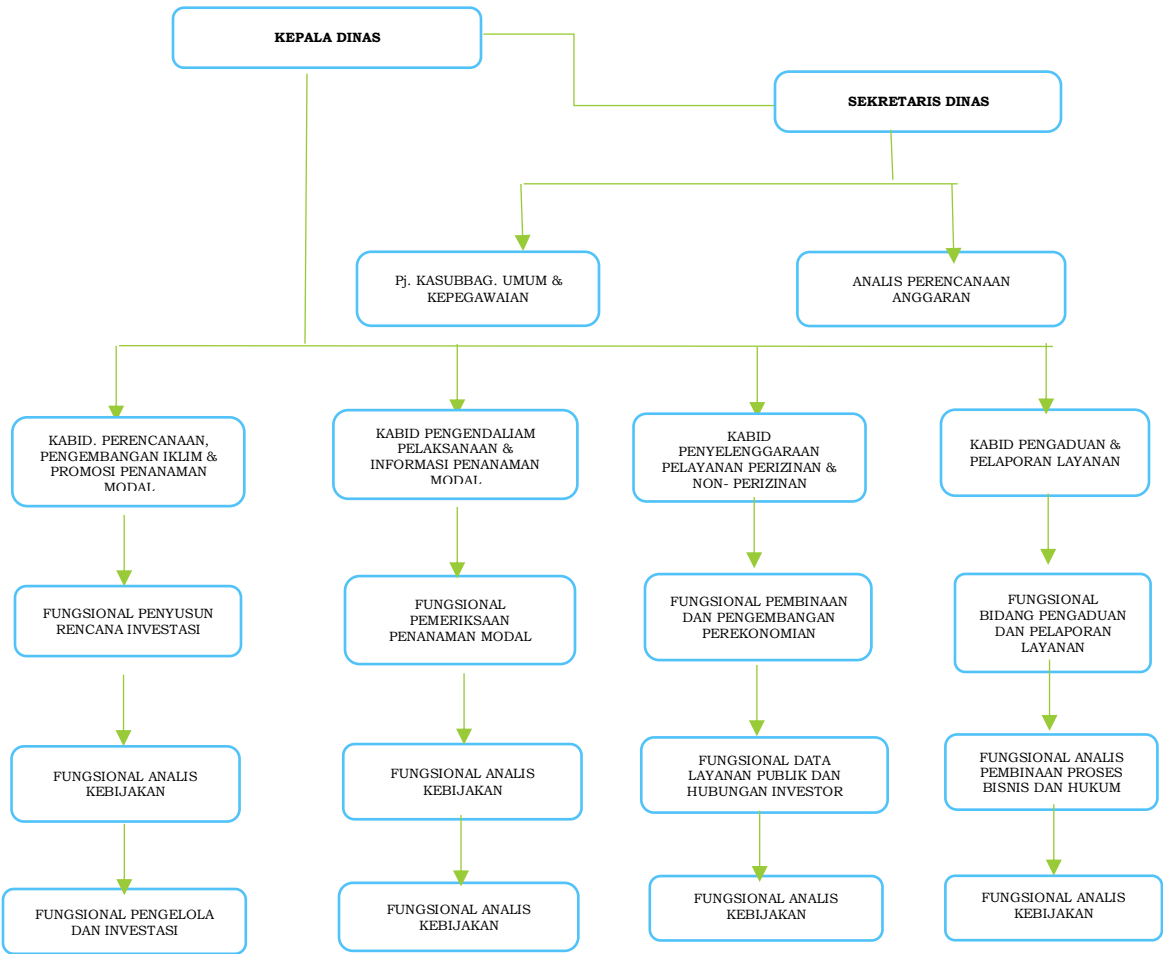 KEPALA DINAS
SEKRETARIS DINAS
Pj. KASUBBAG. UMUM &
KEPEGAWAIAN
ANALIS PERENCANAAN
ANGGARAN
KABID. PERENCANAAN,
PENGEMBANGAN IKLIM &
PROMOSI PENANAMAN
MODAL
KABID PENGENDALIAM
PELAKSANAAN &
INFORMASI PENANAMAN
MODAL
KABID
PENYELENGGARAAN
PELAYANAN PERIZINAN &
NON- PERIZINAN
KABID PENGADUAN &
PELAPORAN LAYANAN
FUNGSIONAL PENYUSUN
RENCANA INVESTASI
FUNGSIONAL
PEMERIKSAAN
PENANAMAN MODAL
FUNGSIONAL PEMBINAAN
DAN PENGEMBANGAN
PEREKONOMIAN
FUNGSIONAL
BIDANG PENGADUAN
DAN PELAPORAN
LAYANAN
FUNGSIONAL ANALIS
KEBIJAKAN
FUNGSIONAL ANALIS
KEBIJAKAN
FUNGSIONAL DATA
LAYANAN PUBLIK DAN
HUBUNGAN INVESTOR
FUNGSIONAL ANALIS
PEMBINAAN PROSES
BISNIS DAN HUKUM
FUNGSIONAL PENGELOLA
DAN INVESTASI
FUNGSIONAL ANALIS
KEBIJAKAN
FUNGSIONAL ANALIS
KEBIJAKAN
FUNGSIONAL ANALIS
KEBIJAKAN